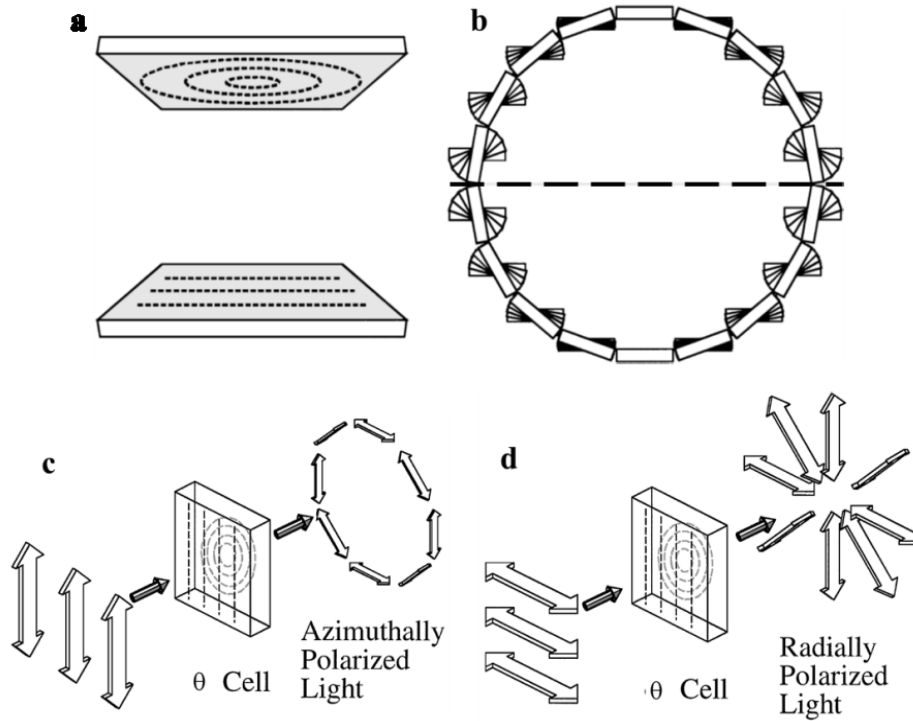 a
b
c
θ Cell
Azimuthally
Polarized
Light
d
θ Cell
Radially
Polarized
Light